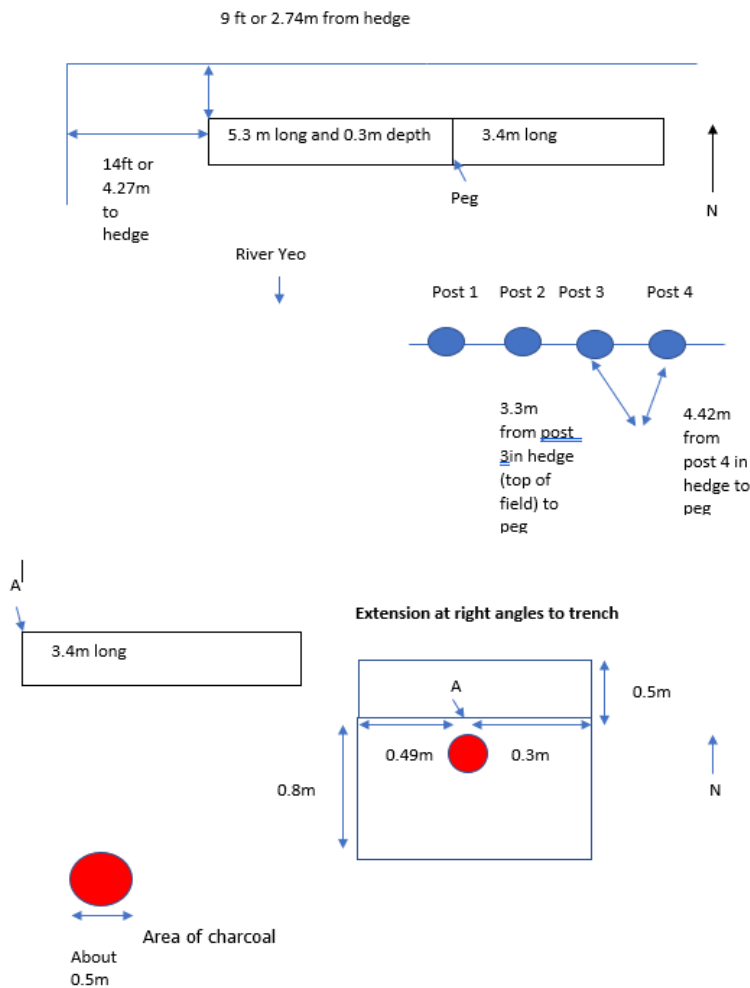 9 ft or 2.74m from hedge
5.3 m long and 0.3m depth
3.4m long
14ft or
4.27m
to
hedge
Peg
N
River Yeo
Post 1
Post 2
Post 3
Post 4
3.3m
from post
3in hedge
(top of
field) to
peg
4.42m
from
post 4 in
hedge to
peg
A
3.4m long
Extension at right angles to trench
A
0.5m
0.49m
0.3m
0.8m
N
Area of charcoal
About
0.5m